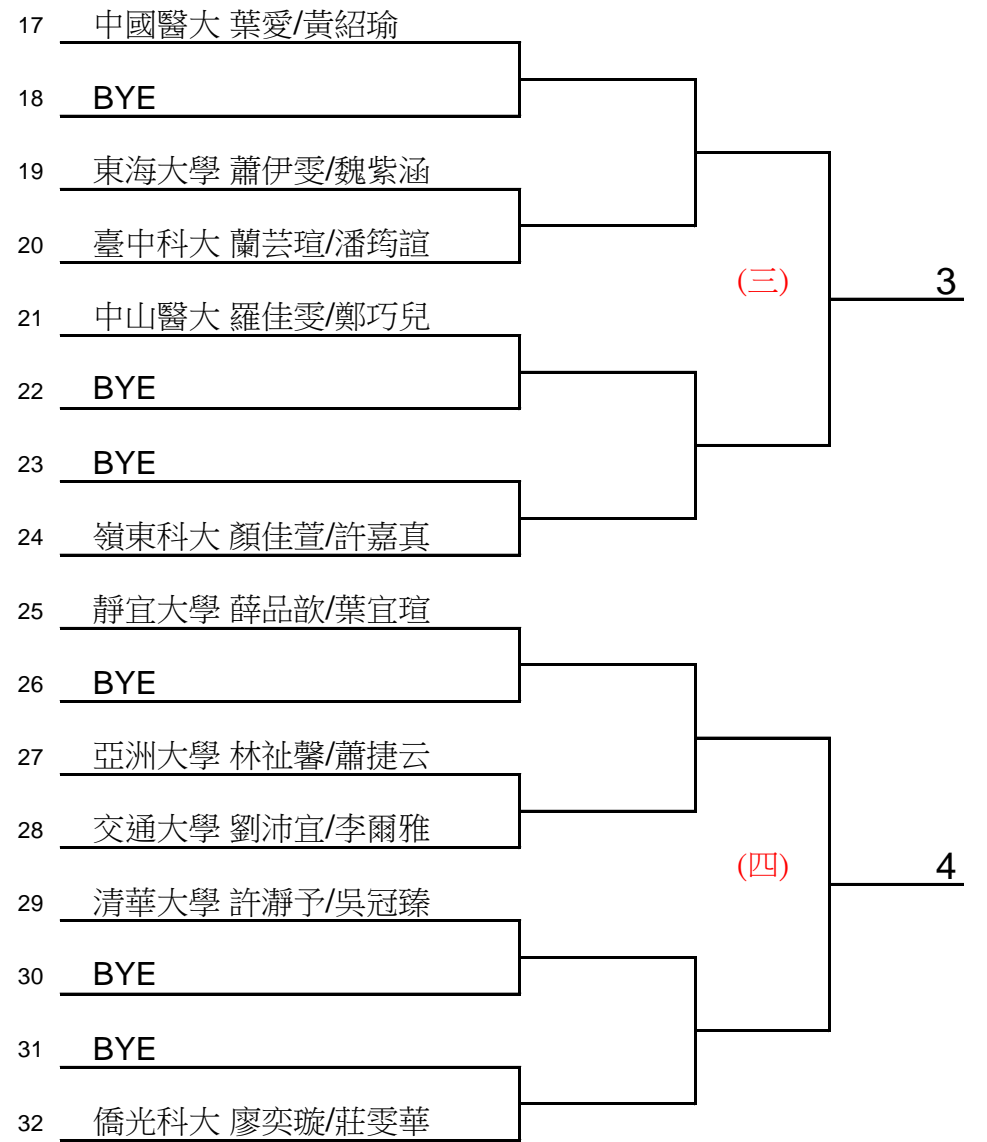 17 中國醫大 葉愛/黃紹瑜
18 BYE
19 東海大學 蕭伊雯/魏紫涵
20 臺中科大 蘭芸瑄/潘筠諠
(三) 3
21 中山醫大 羅佳雯/鄭巧兒
22 BYE
23 BYE
24 嶺東科大 顏佳萱/許嘉真
25 靜宜大學 薛品歆/葉宜瑄
26 BYE
27 亞洲大學 林祉馨/蕭捷云
28 交通大學 劉沛宜/李爾雅
(四) 4
29 清華大學 許瀞予/吳冠臻
30 BYE
31 BYE
32 僑光科大 廖奕璇/莊雯華